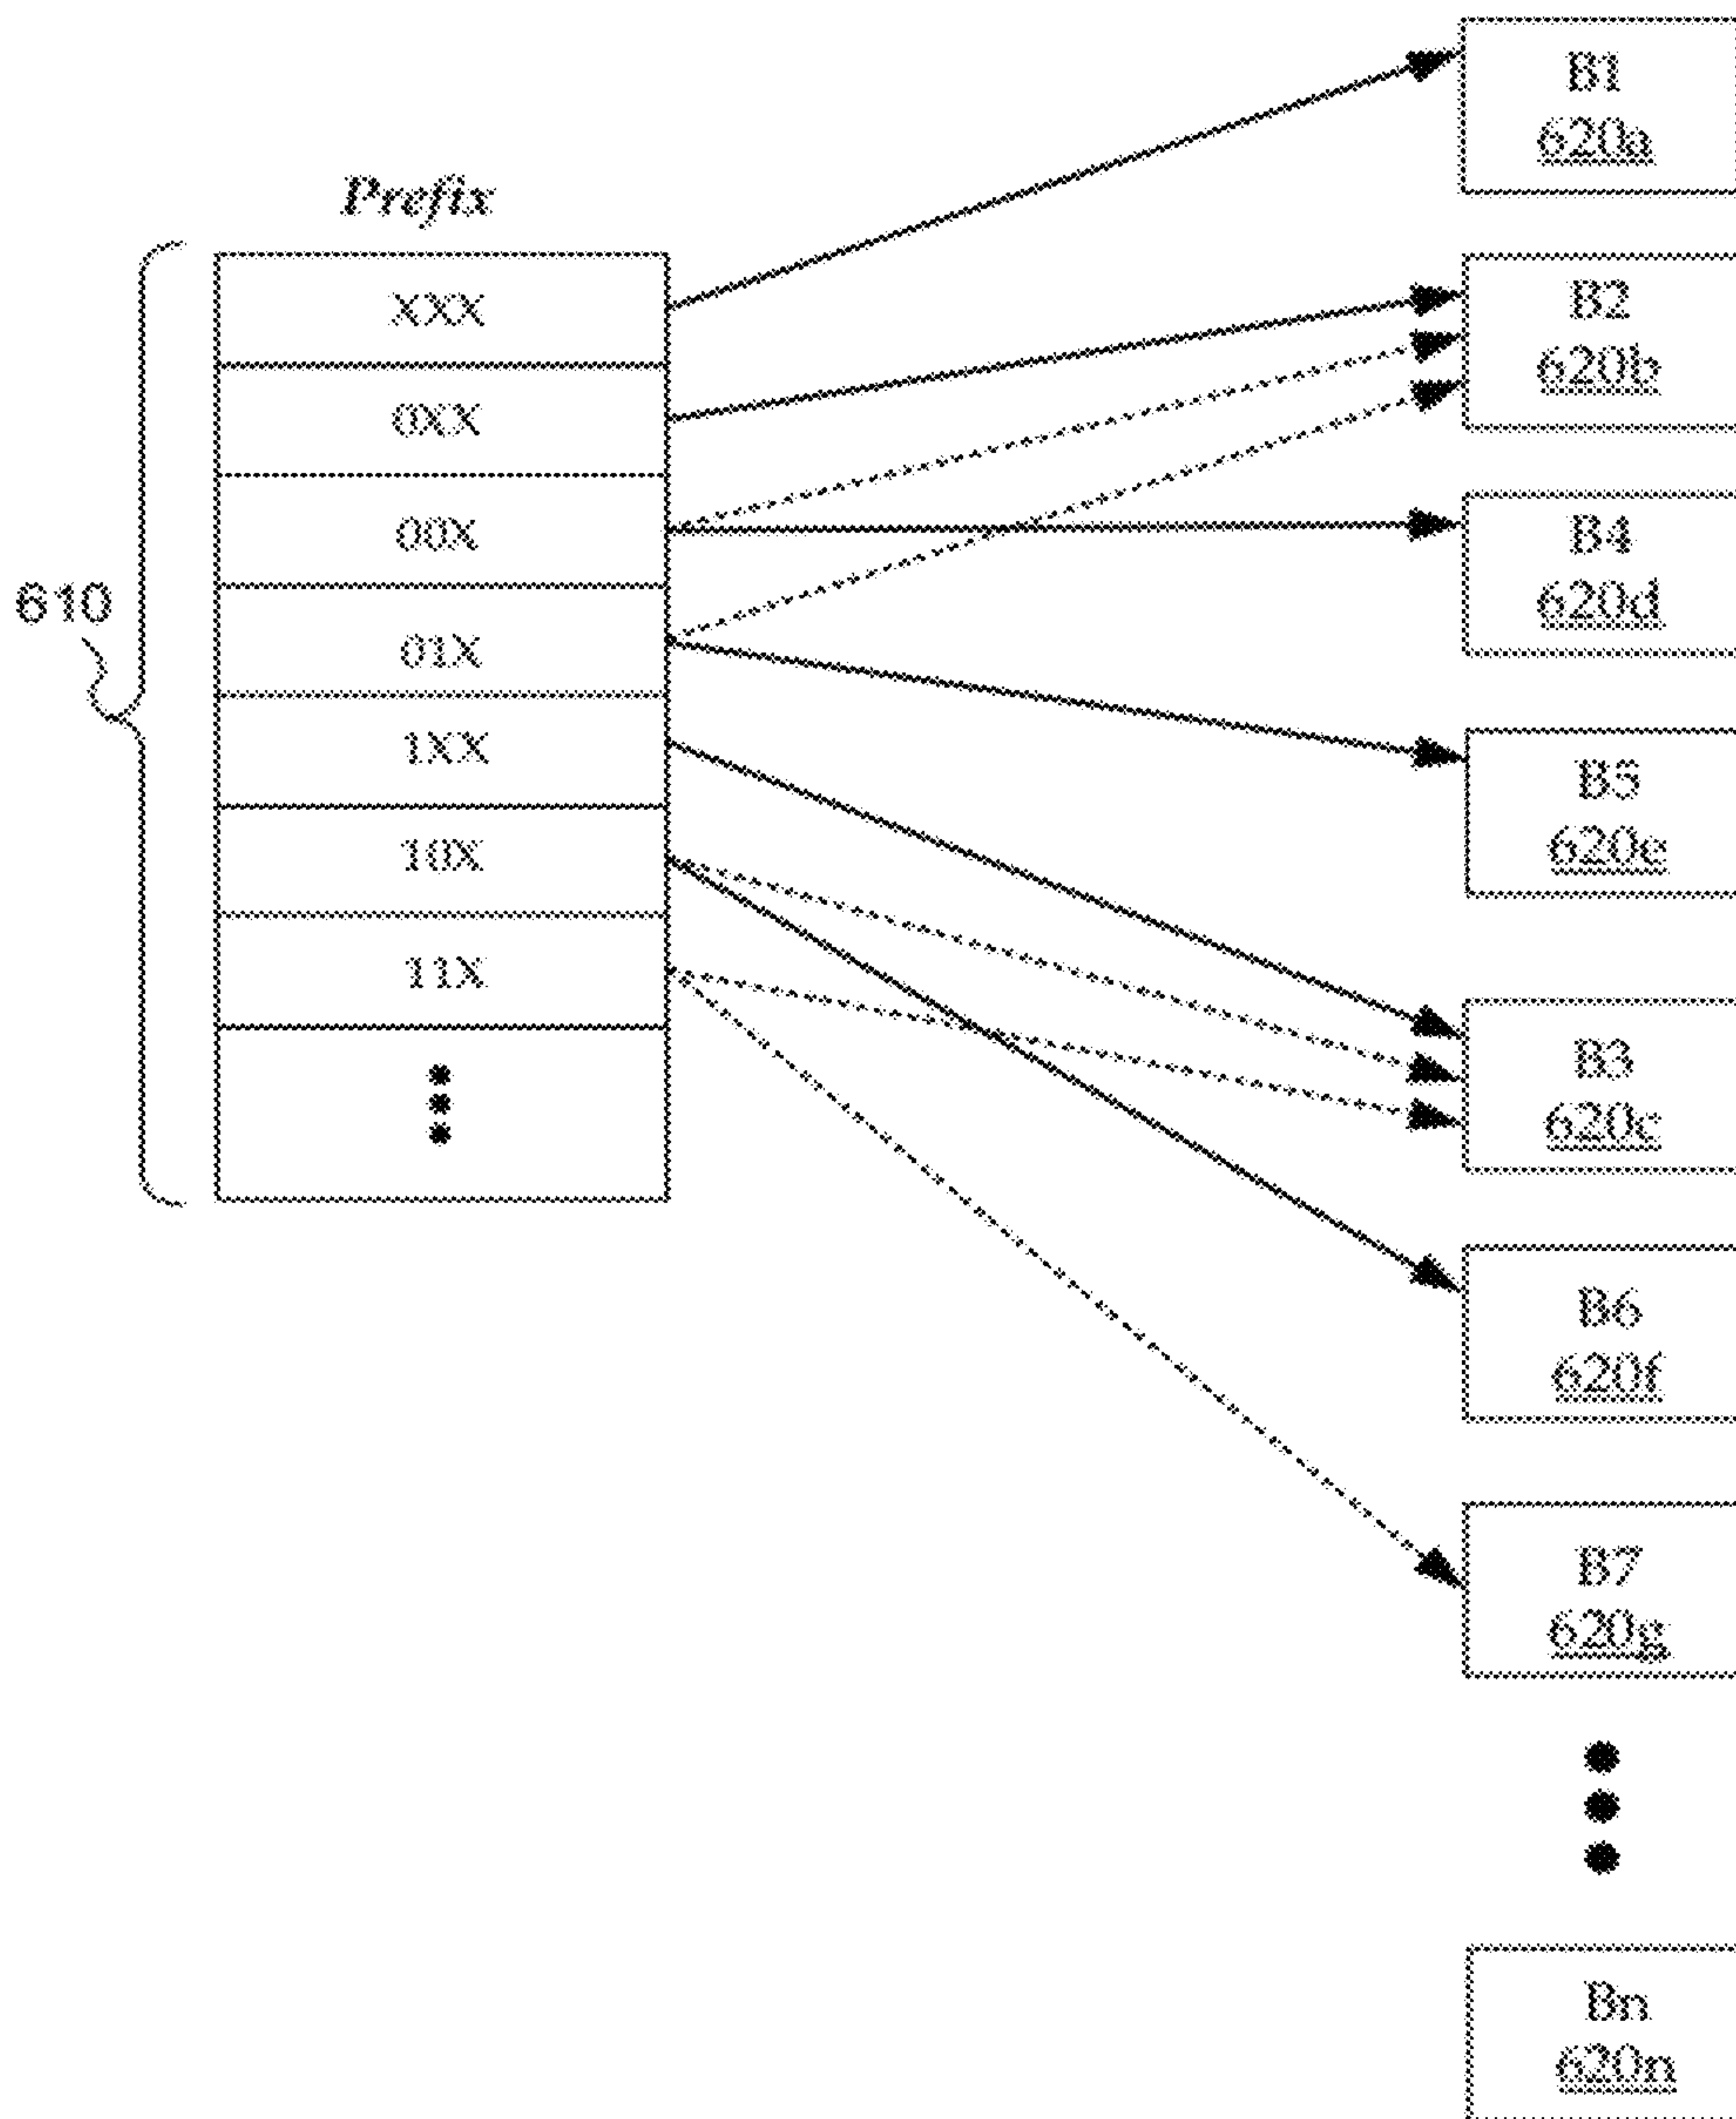 Prefix
XXX
0XX
00X
01X
1XX
10X
11X
610
B1
620a
B2
620b
B4
620d
B5
620e
B3
620c
B6
620f
B7
620g
Bn
620n